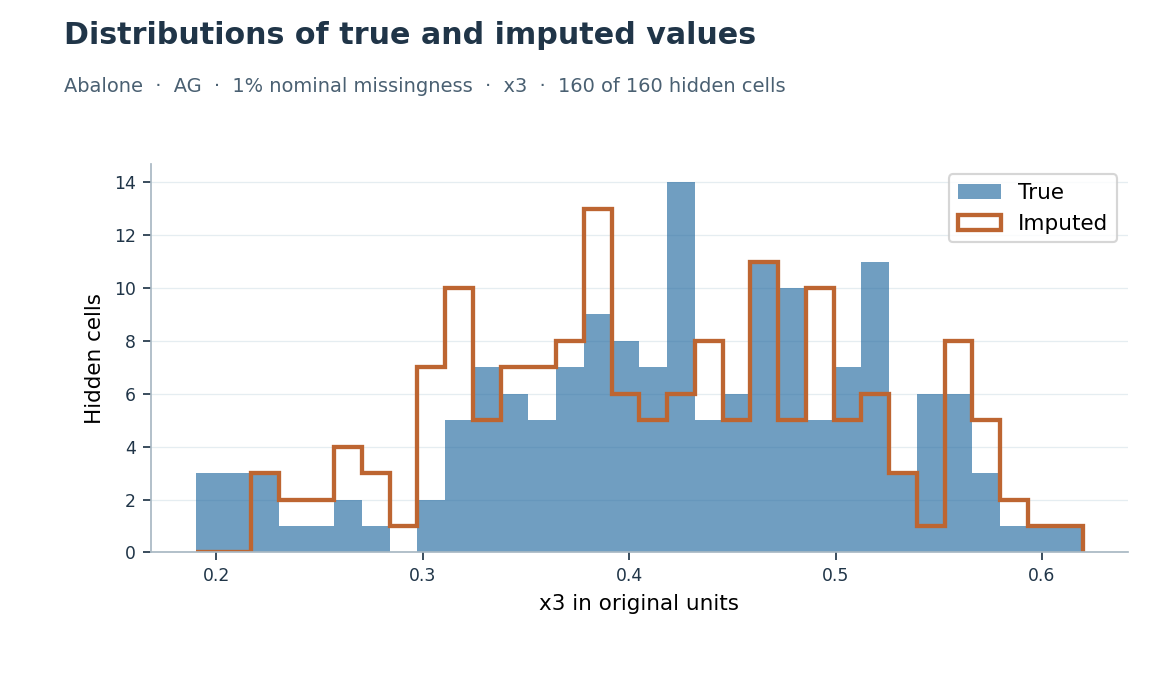 Distributions of true and imputed values
Abalone · AG · 1% nominal missingness · x3 · 160 of 160 hidden cells
14
12
10
8
6
4
2
0
Hidden cells
True
Imputed
0.2 0.3 0.4 0.5 0.6
x3 in original units